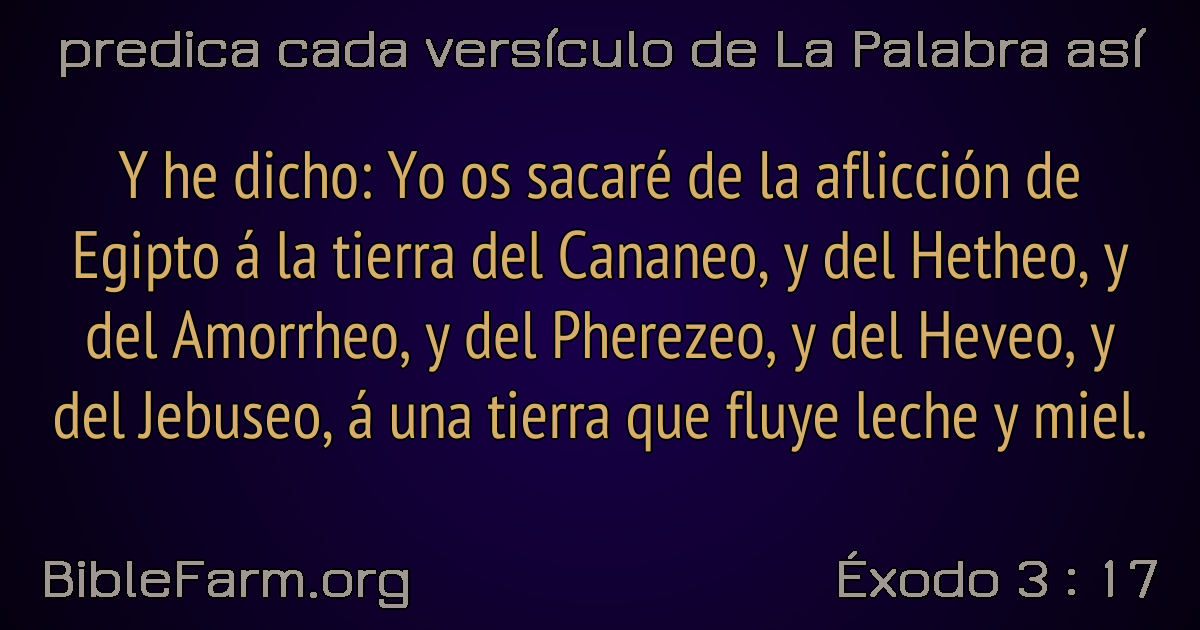 predica cada versículo de La Palabra así
Y he dicho: Yo os sacaré de la aflicción de
Egipto á la tierra del Cananeo, y del Hetheo, y
del Amorrheo, y del Pherezeo, y del Heveo, y
del Jebuseo, á una tierra que fluye leche y miel.
BibleFarm.org
Éxodo 3 : 17